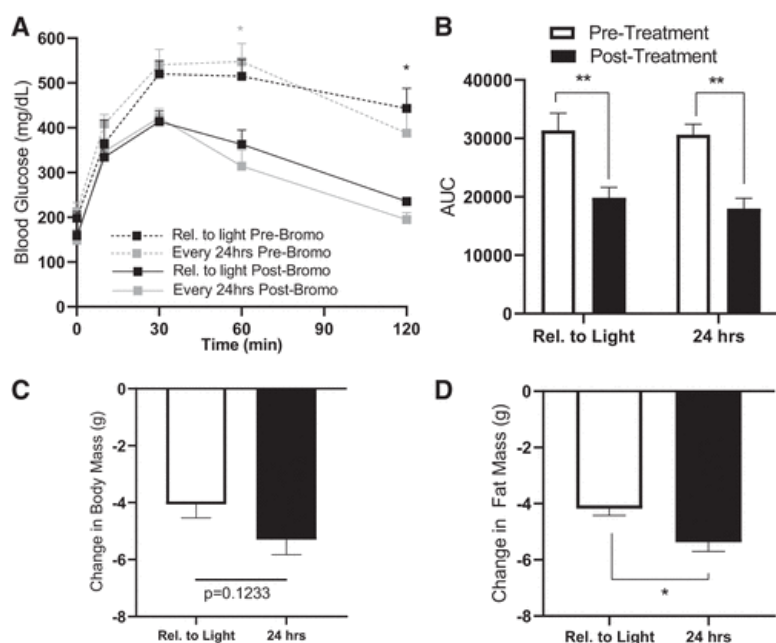 A
600
500
400
300
200
100
0
Blood Glucose (mg/dL)
*
*
Rel. to light Pre-Bromo
Every 24hrs Pre-Bromo
Rel. to light Post-Bromo
Every 24hrs Post-Bromo
0 30 60 90 120
Time (min)
B
Pre-Treatment
Post-Treatment
40000
30000
20000
10000
0
AUC
** **
Rel. to Light 24 hrs
C
0
-2
-4
-6
-8
Change in Body Mass (g)
p=0.1233
Rel. to Light 24 hrs
D
0
-2
-4
-6
-8
Change in Fat Mass (g)
*
Rel. to Light 24 hrs